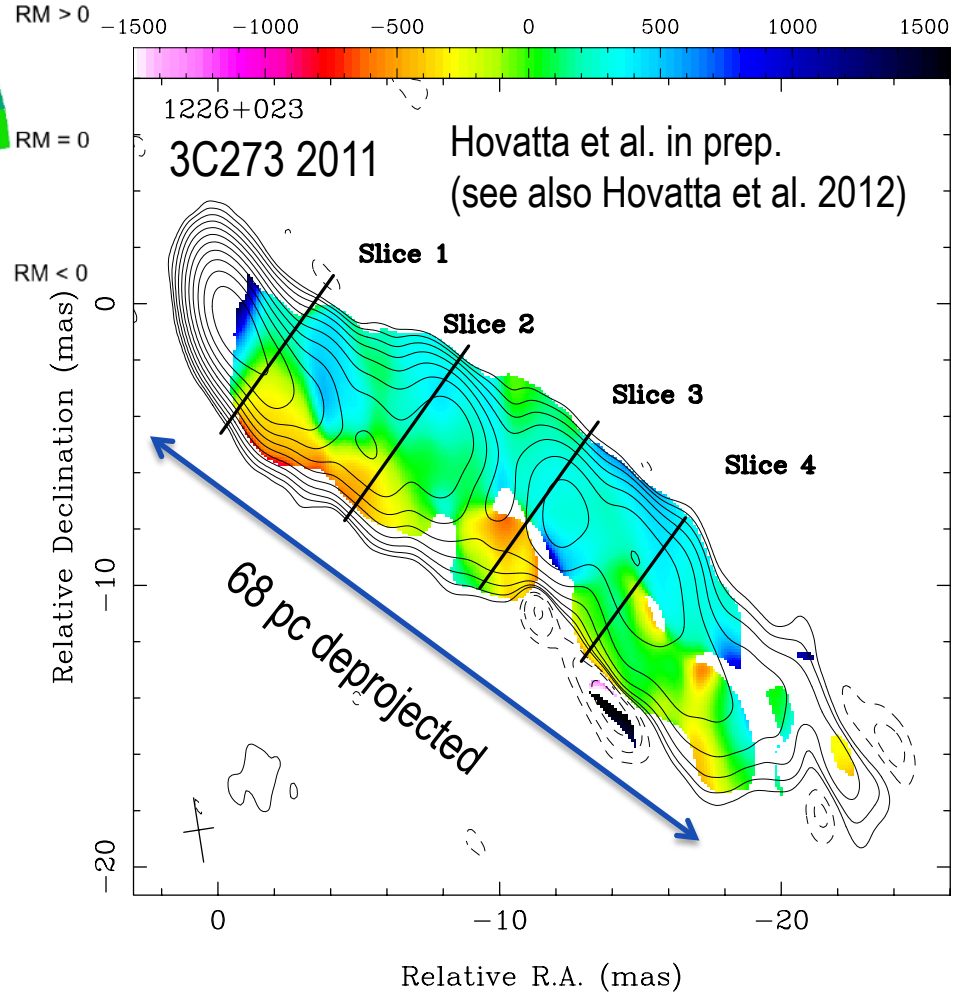 RM > 0
−1500 −1000 −500 0 500 1000 1500
1226+023
3C273 2011
Hovatta et al. in prep.
(see also Hovatta et al. 2012)
RM = 0
RM < 0
Slice 1
Slice 2
Slice 3
Slice 4
68 pc deprojected
0
−10
−20
Relative Declination (mas)
0 −10 −20
Relative R.A. (mas)